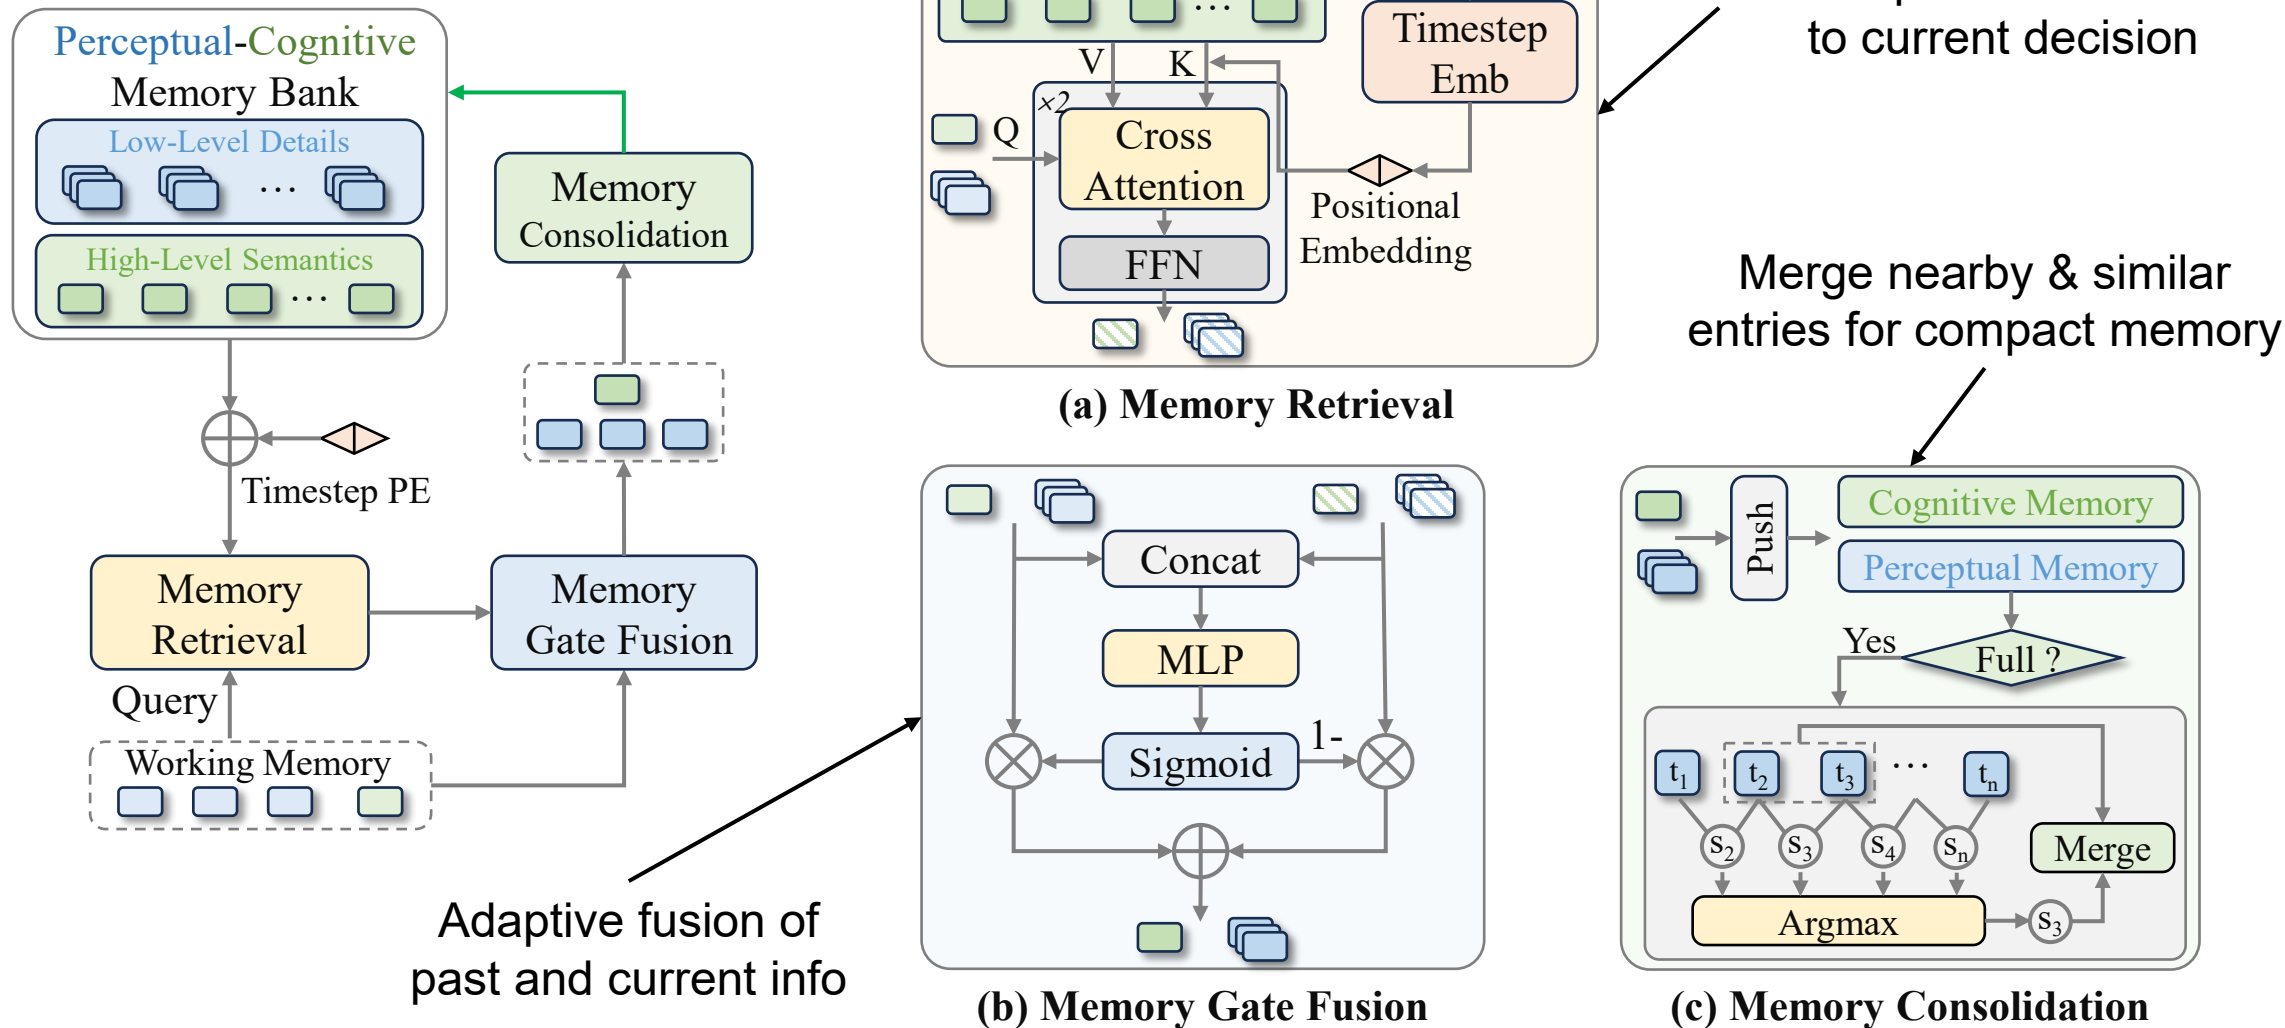 Perceptual-Cognitive
Memory Bank
Low-Level Details
...
High-Level Semantics
...
Timestep PE
Memory
Retrieval
Query
Working Memory
Memory
Consolidation
Memory
Gate Fusion
...
V
K
Timestep
Emb
×2
Q
Cross
Attention
FFN
Positional
Embedding
(a) Memory Retrieval
to current decision
Merge nearby & similar
entries for compact memory
Adaptive fusion of
past and current info
Concat
MLP
Sigmoid
1-
(b) Memory Gate Fusion
Push
Cognitive Memory
Perceptual Memory
Yes
Full ?
t1 t2 t3 ... tn
s2 s3 s4 sn
Merge
Argmax
s3
(c) Memory Consolidation